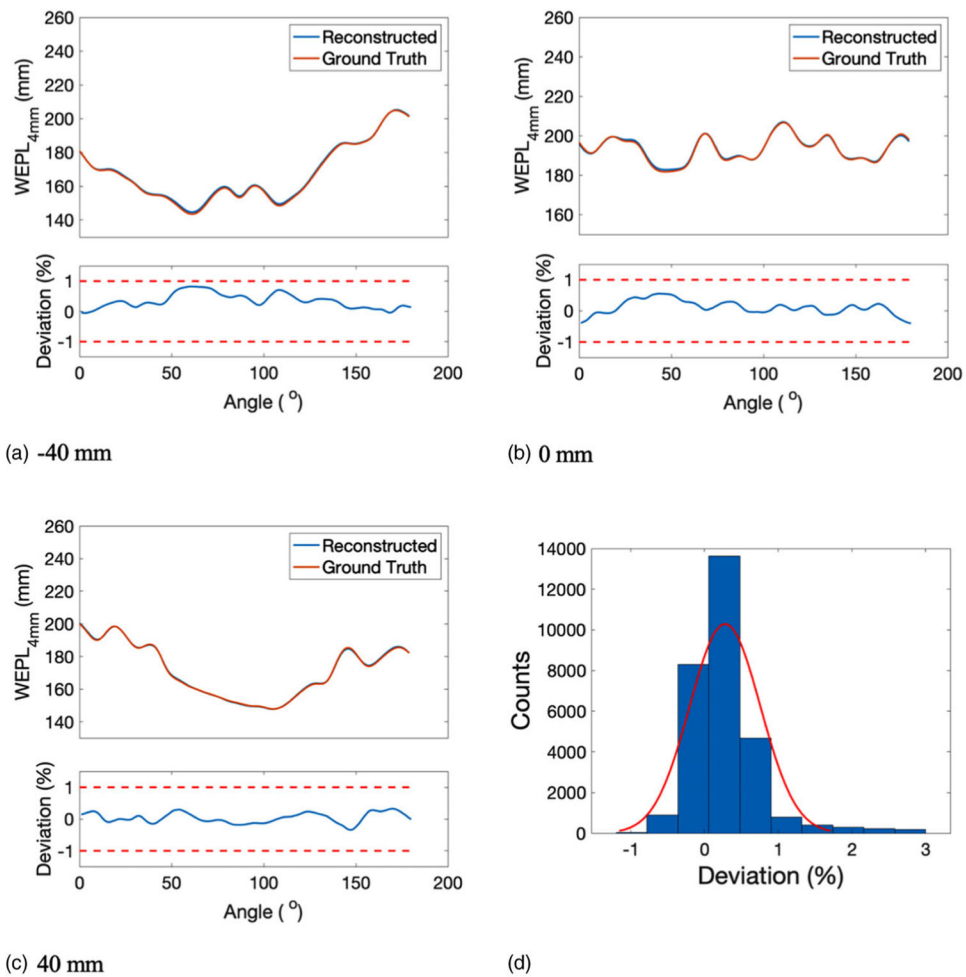 260
240
220
200
180
160
140
WEPL4mm (mm)
Reconstructed
Ground Truth
1
0
-1
Deviation (%)
0 50 100 150 200
Angle ( o)
(a) -40 mm
260
240
220
200
180
160
WEPL4mm (mm)
Reconstructed
Ground Truth
1
0
-1
Deviation (%)
0 50 100 150 200
Angle ( o)
(b) 0 mm
260
240
220
200
180
160
140
WEPL4mm (mm)
Reconstructed
Ground Truth
1
0
-1
Deviation (%)
0 50 100 150 200
Angle ( o)
(c) 40 mm
14000
12000
10000
8000
6000
4000
2000
0
Counts
-1 0 1 2 3
Deviation (%)
(d)